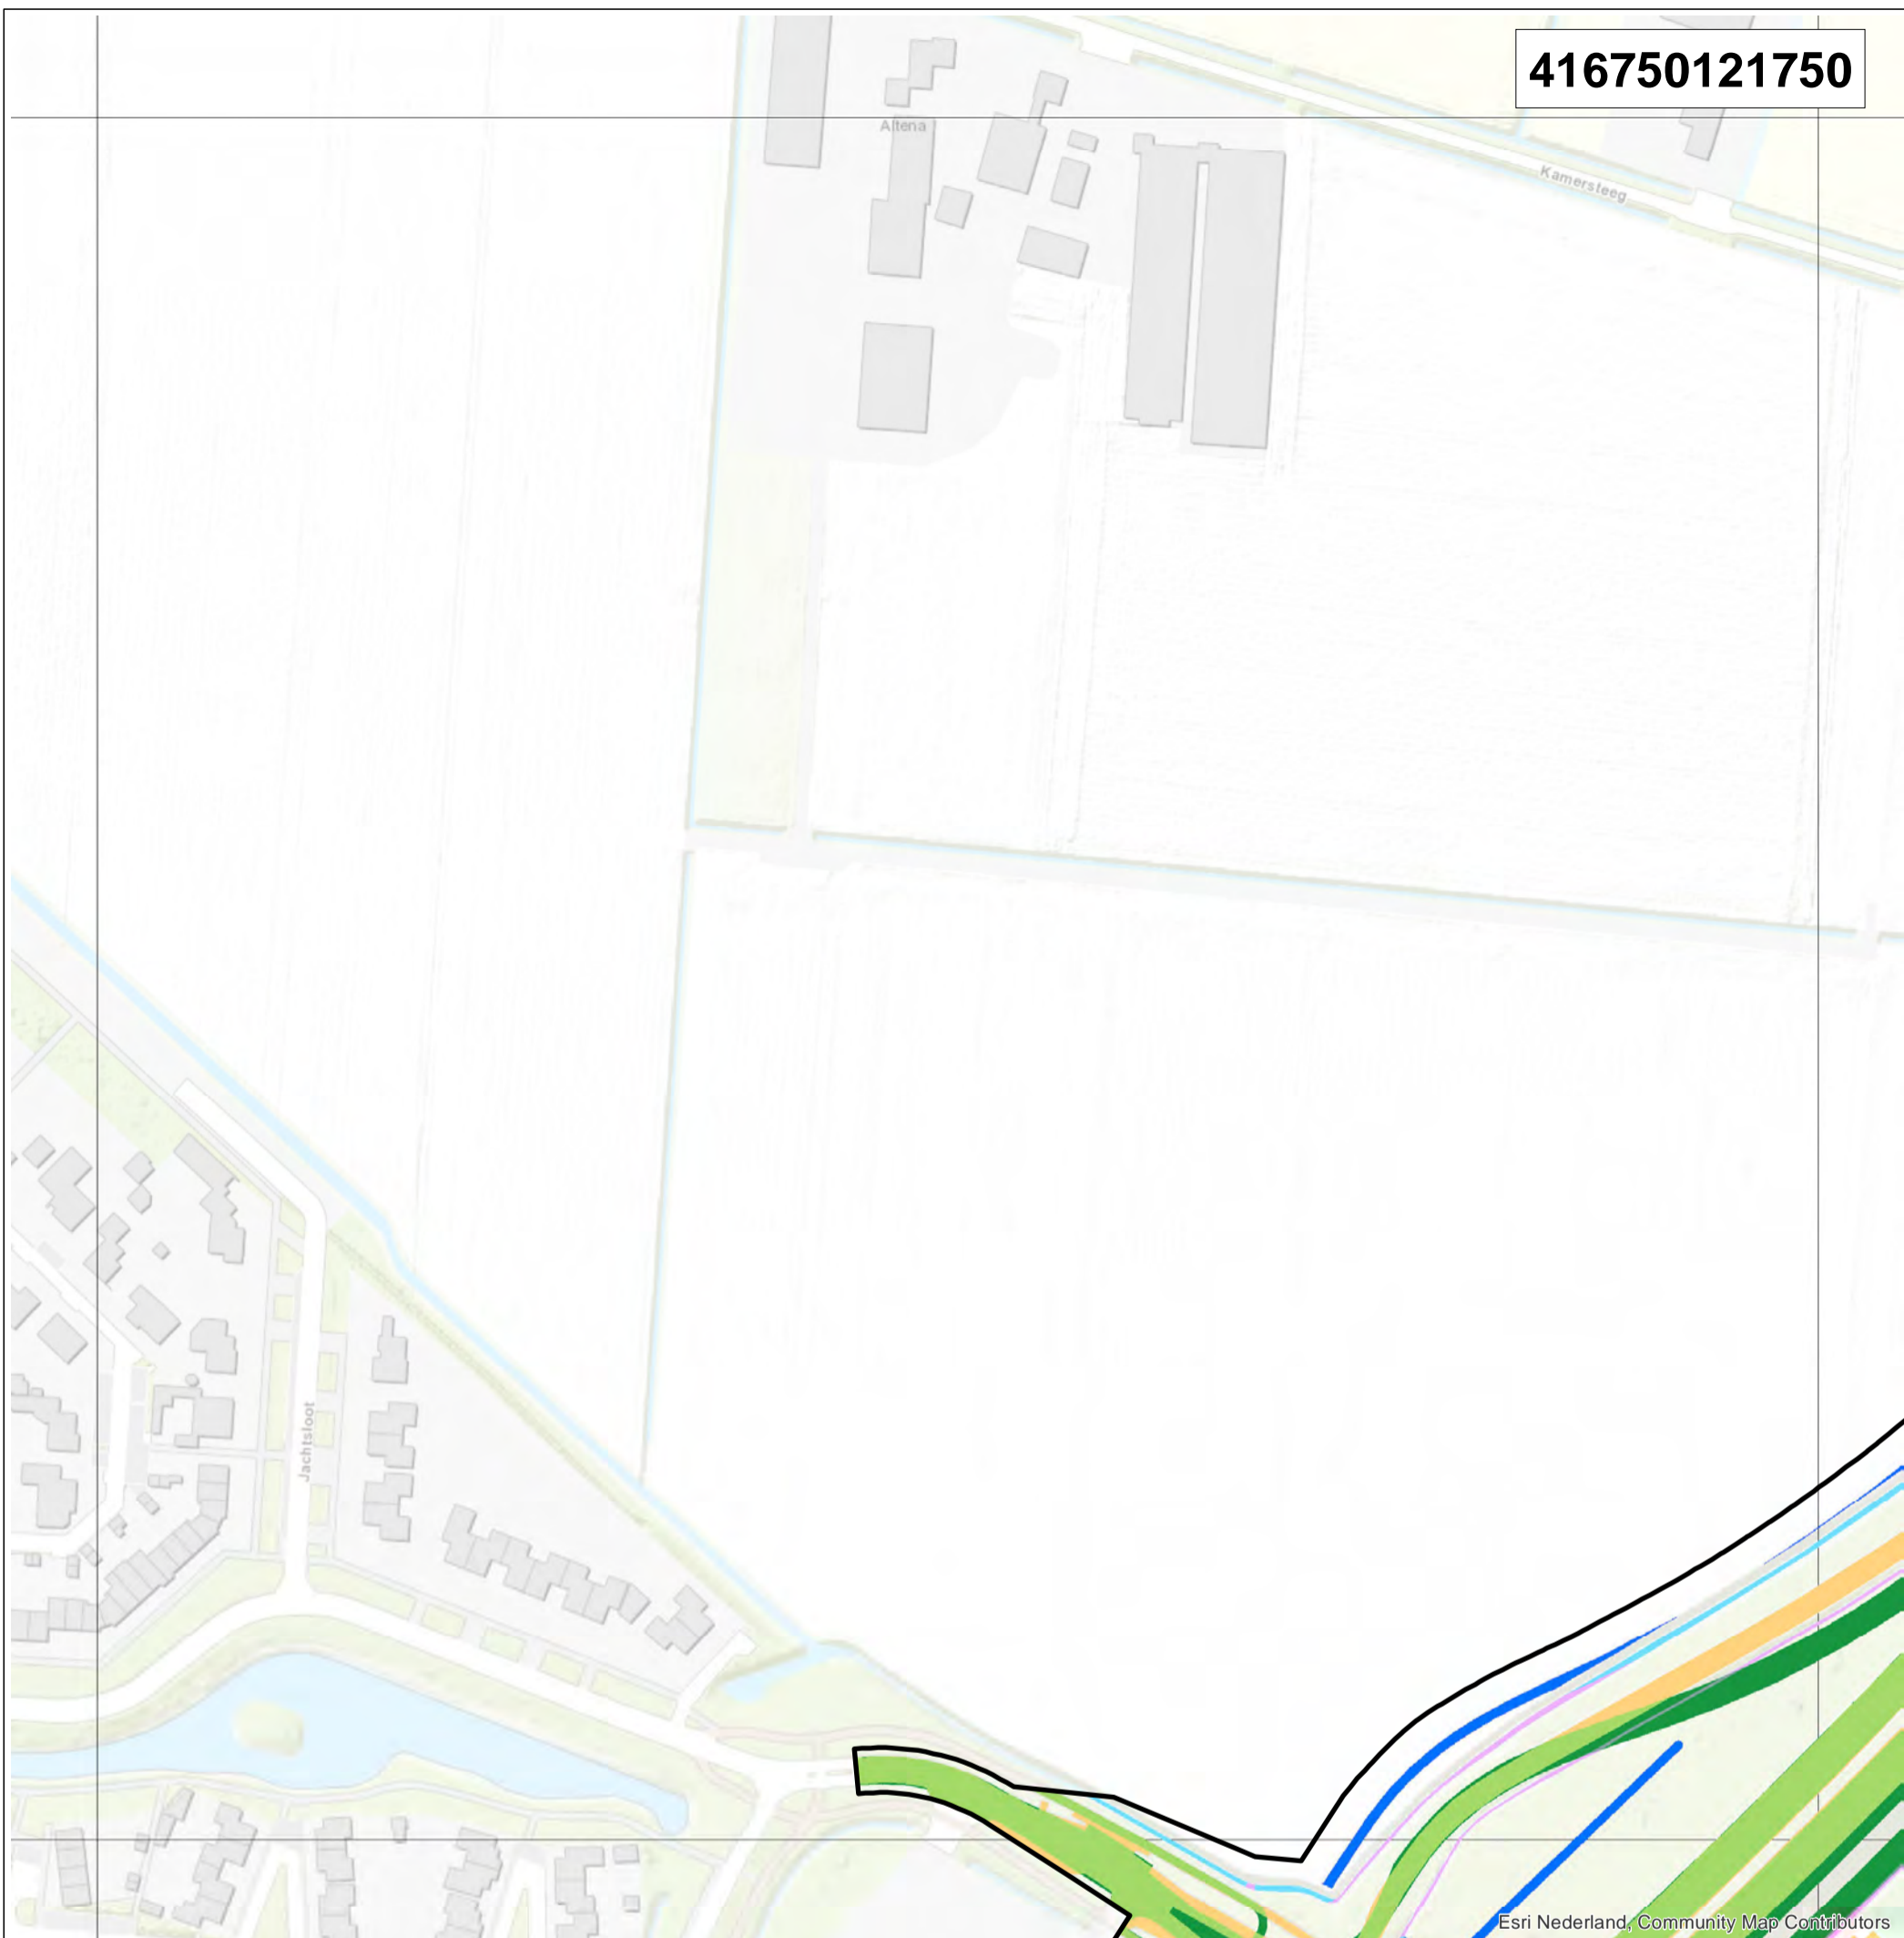 416750121750
Altena
Kamersteeg
Jachtsloot
Esri Nederland, Community Map Contributors